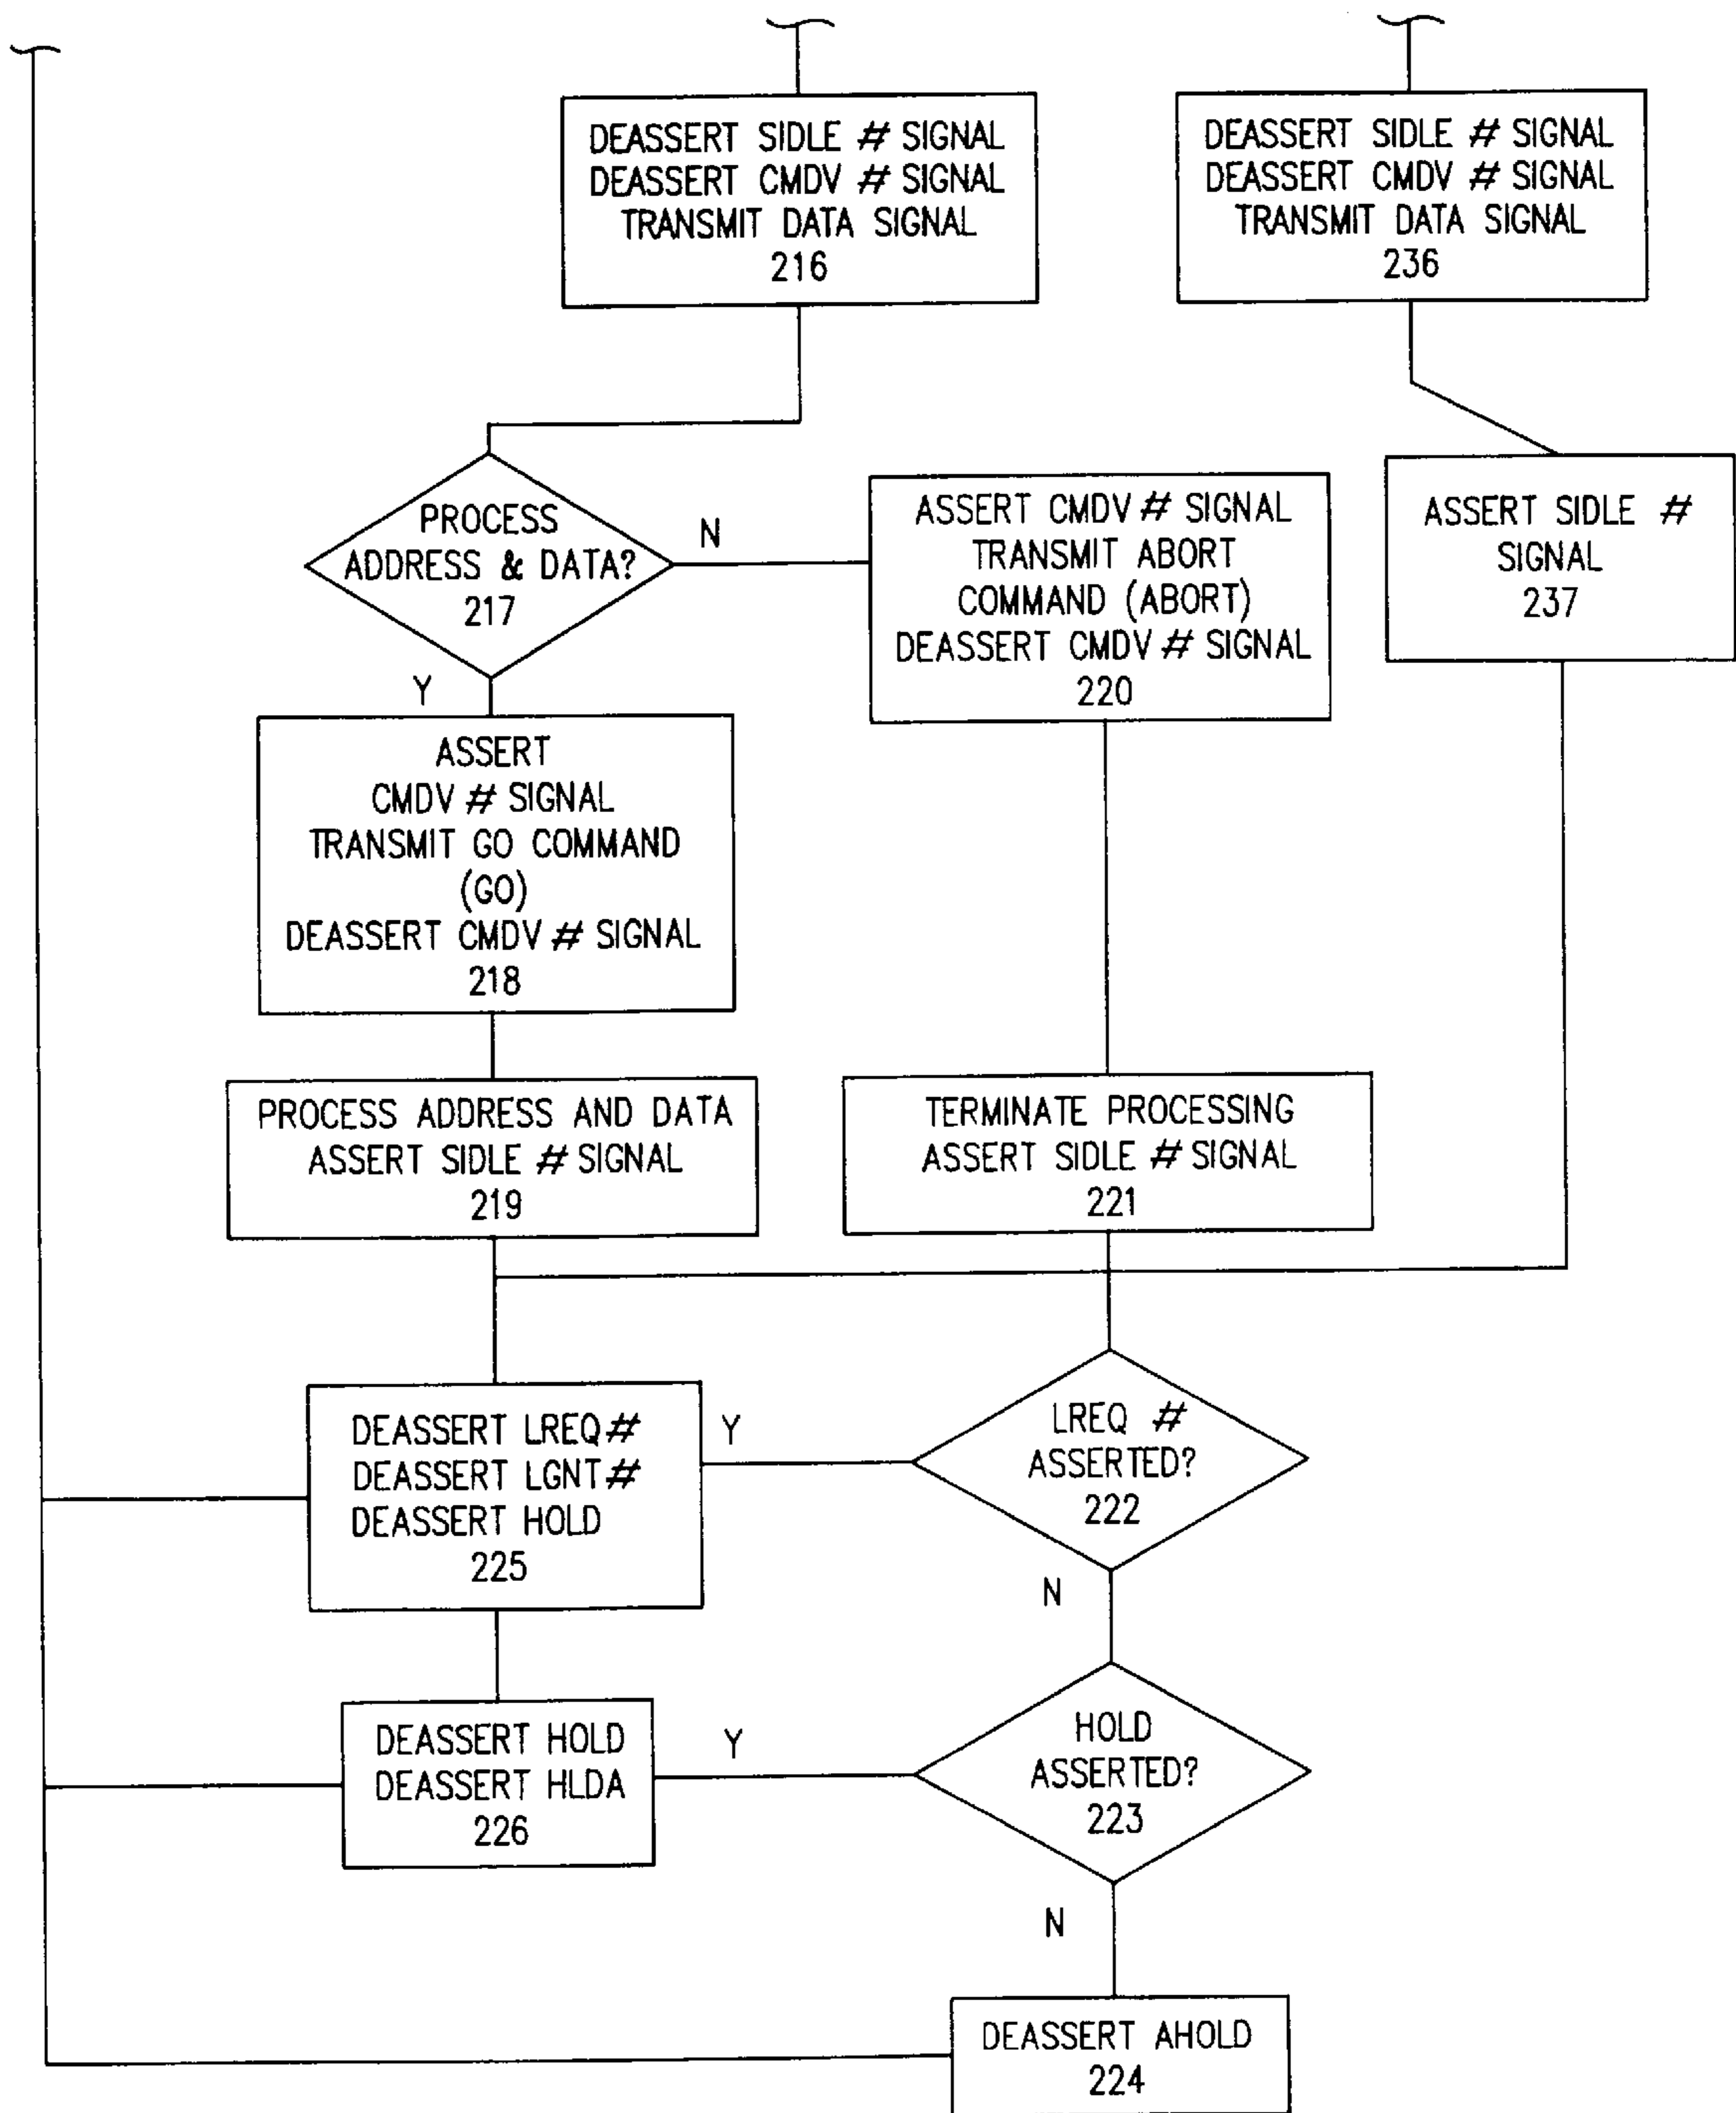 DEASSERT SIDLE # SIGNAL
DEASSERT CMDV # SIGNAL
TRANSMIT DATA SIGNAL
216
DEASSERT SIDLE # SIGNAL
DEASSERT CMDV # SIGNAL
TRANSMIT DATA SIGNAL
236
PROCESS
ADDRESS & DATA?
217
N
Y
ASSERT CMDV # SIGNAL
TRANSMIT ABORT
COMMAND (ABORT)
DEASSERT CMDV # SIGNAL
220
ASSERT SIDLE #
SIGNAL
237
ASSERT
CMDV # SIGNAL
TRANSMIT GO COMMAND
(GO)
DEASSERT CMDV # SIGNAL
218
PROCESS ADDRESS AND DATA
ASSERT SIDLE # SIGNAL
219
TERMINATE PROCESSING
ASSERT SIDLE # SIGNAL
221
DEASSERT LREQ#
DEASSERT LGNT#
DEASSERT HOLD
225
Y
LREQ #
ASSERTED?
222
N
DEASSERT HOLD
DEASSERT HLDA
226
Y
HOLD
ASSERTED?
223
N
DEASSERT AHOLD
224